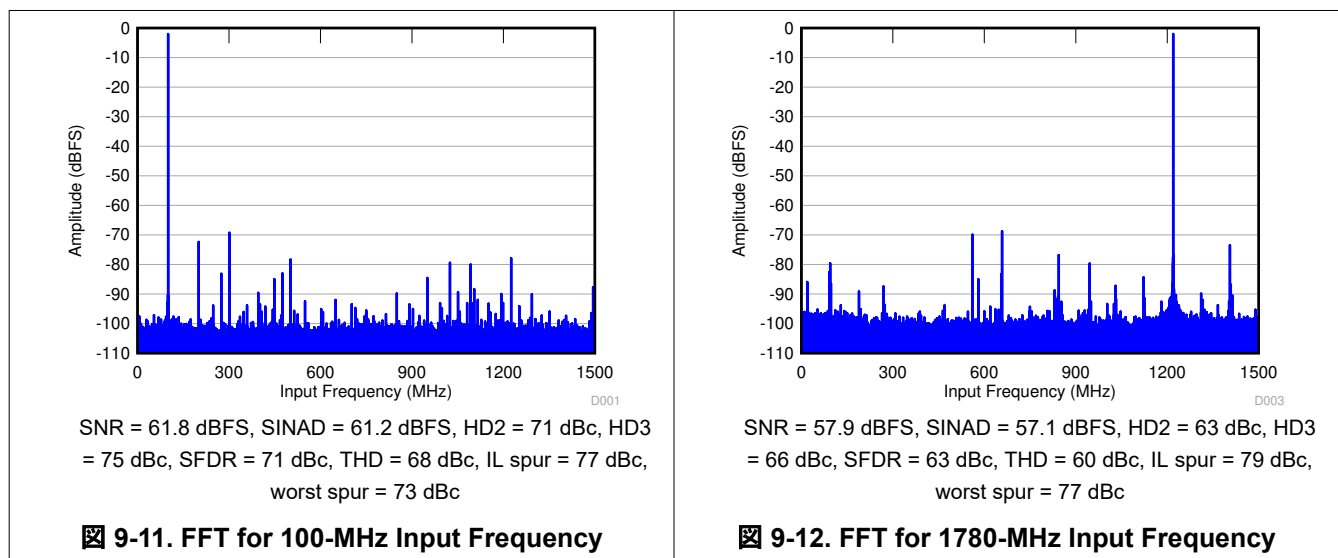 0
-10
-20
-30
-40
-50
-60
-70
-80
-90
-100
-110
Amplitude (dBFS)
0 300 600 900 1200 1500
Input Frequency (MHz)
D001
SNR = 61.8 dBFS, SINAD = 61.2 dBFS, HD2 = 71 dBc, HD3
= 75 dBc, SFDR = 71 dBc, THD = 68 dBc, IL spur = 77 dBc,
worst spur = 73 dBc
図 9-11. FFT for 100-MHz Input Frequency
0
-10
-20
-30
-40
-50
-60
-70
-80
-90
-100
-110
Amplitude (dBFS)
0 300 600 900 1200 1500
Input Frequency (MHz)
D003
SNR = 57.9 dBFS, SINAD = 57.1 dBFS, HD2 = 63 dBc, HD3
= 66 dBc, SFDR = 63 dBc, THD = 60 dBc, IL spur = 79 dBc,
worst spur = 77 dBc
図 9-12. FFT for 1780-MHz Input Frequency